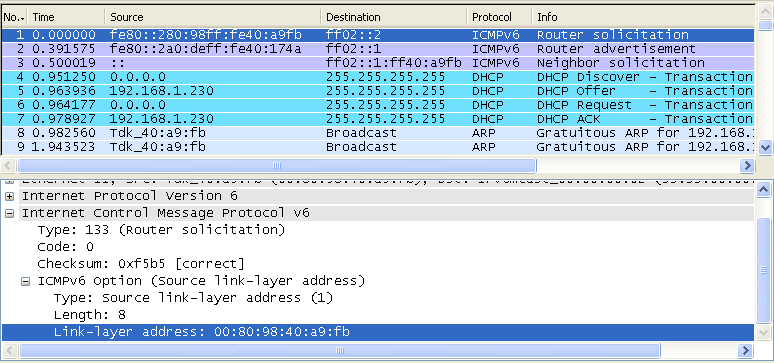 No. Time Source Destination Protocol Info
1 0.000000 fe80::280:98ff:fe40:a9fb ff02::2 ICMPv6 Router solicitation
2 0.391575 fe80::2a0:deff:fe40:174a ff02::1 ICMPv6 Router advertisement
3 0.500019 :: ff02::1:ff40:a9fb ICMPv6 Neighbor solicitation
4 0.951250 0.0.0.0 255.255.255.255 DHCP DHCP Discover - Transaction
5 0.963936 192.168.1.230 255.255.255.255 DHCP DHCP Offer - Transaction
6 0.964177 0.0.0.0 255.255.255.255 DHCP DHCP Request - Transaction
7 0.978927 192.168.1.230 255.255.255.255 DHCP DHCP ACK - Transaction
8 0.982560 Tdk_40:a9:fb Broadcast ARP Gratuitous ARP for 192.168.
9 1.943523 Tdk_40:a9:fb Broadcast ARP Gratuitous ARP for 192.168.
Internet Protocol Version 6
Internet Control Message Protocol v6
Type: 133 (Router solicitation)
Code: 0
Checksum: 0xf5b5 [correct]
ICMPv6 Option (Source link-layer address)
Type: Source link-layer address (1)
Length: 8
Link-layer address: 00:80:98:40:a9:fb